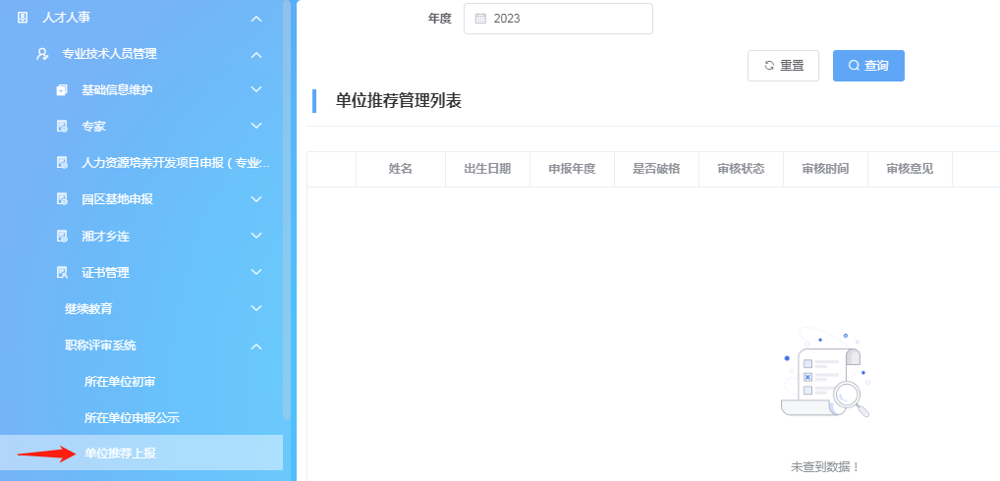 人才人事
专业技术人员管理
基础信息维护
专家
人力资源培养开发项目申报（专业...
园区基地申报
湘才乡连
证书管理
继续教育
职称评审系统
所在单位初审
所在单位申报公示
单位推荐上报
年度 2023
重置 查询
单位推荐管理列表
姓名 出生日期 申报年度 是否破格 审核状态 审核时间 审核意见
未查到数据！